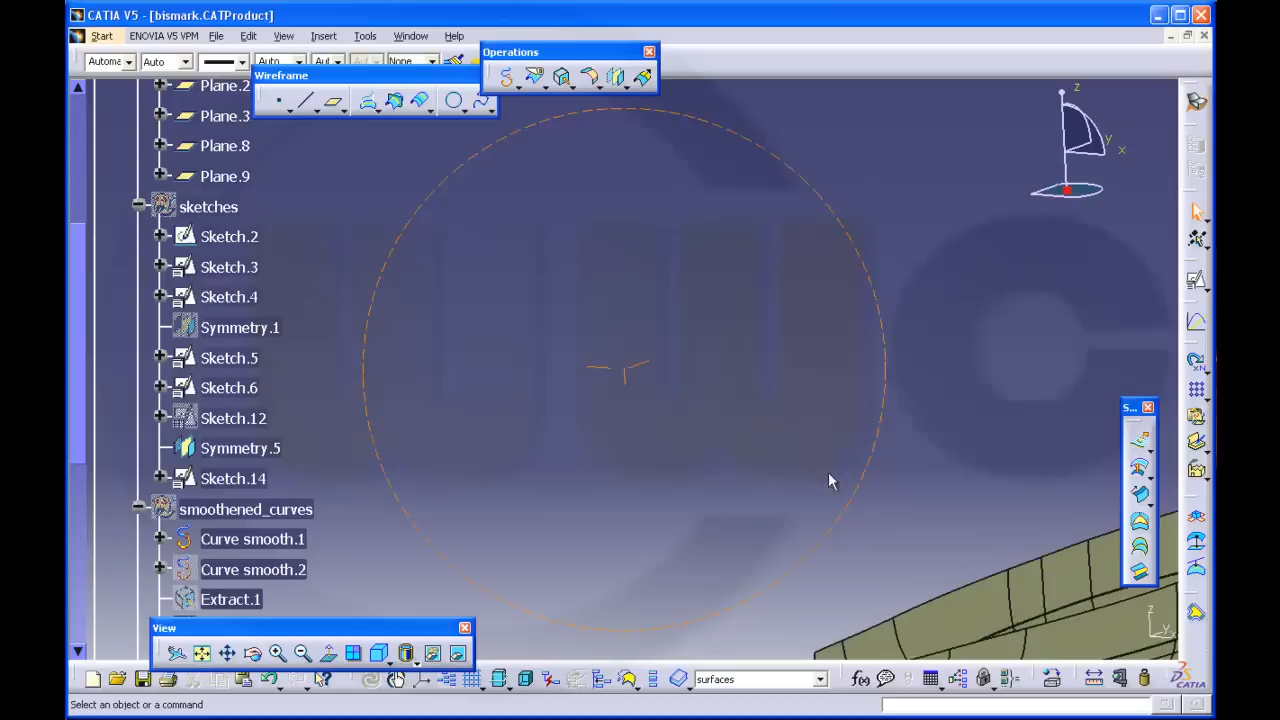 CATIA V5 - [bismark.CATProduct]
Start ENOVIA V5 VPM File Edit View Insert Tools Window Help
Automa Auto Auto Aut Aut None
Operations
Wireframe
Plane.2
Plane.3
Plane.8
Plane.9
sketches
Sketch.2
Sketch.3
Sketch.4
Symmetry.1
Sketch.5
Sketch.6
Sketch.12
Symmetry.5
Sketch.14
smoothened_curves
Curve smooth.1
Curve smooth.2
Extract.1
z
y
x
S...
View
z
y
x
surfaces
f(x)
CATIA
Select an object or a command